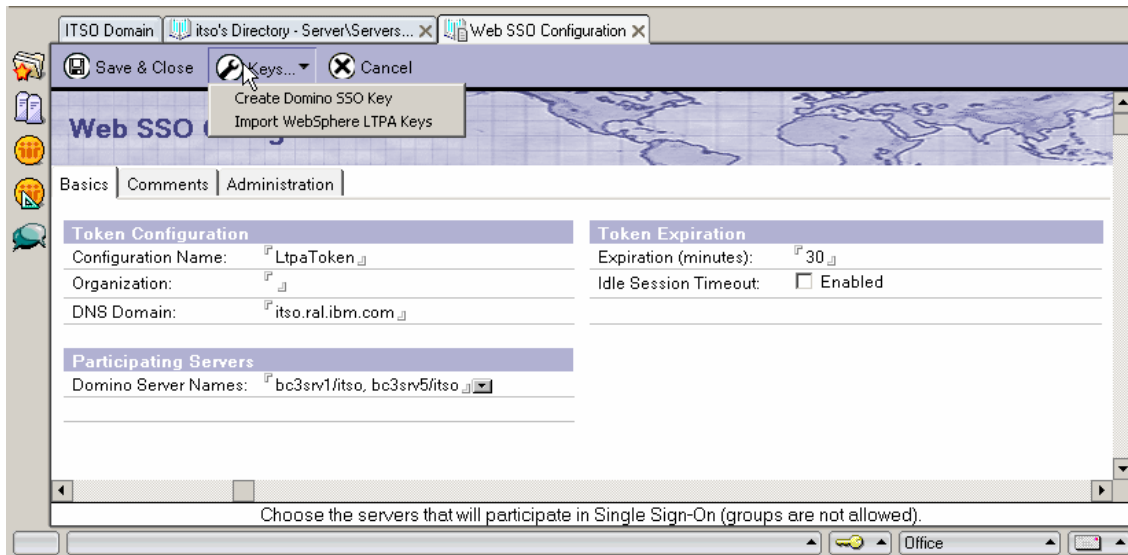 ITSO Domain itso's Directory - Server\Servers... Web SSO Configuration
Save & Close Keys... Cancel
Create Domino SSO Key
Import WebSphere LTPA Keys
Web SSO
Basics Comments Administration
Token Configuration Token Expiration
Configuration Name: LtpaToken Expiration (minutes): 30
Organization: Idle Session Timeout: Enabled
DNS Domain: itso.ral.ibm.com
Participating Servers
Domino Server Names: bc3srv1/itso, bc3srv5/itso
Choose the servers that will participate in Single Sign-On (groups are not allowed).
Office